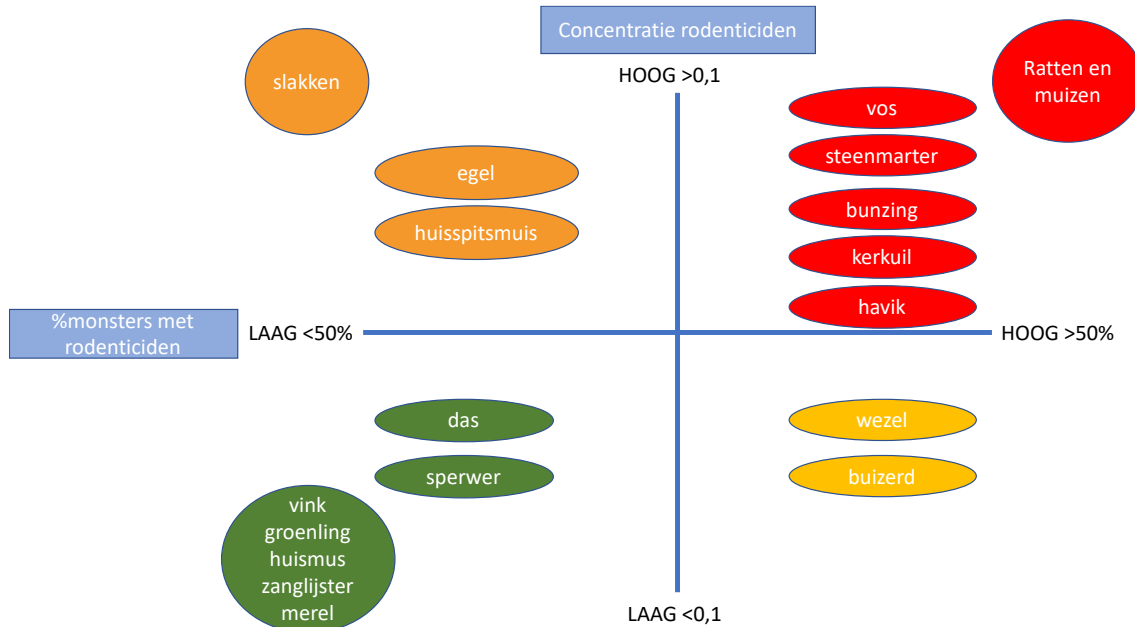 Concentratie rodenticiden
slakken
HOOG >0,1
Ratten en
muizen
vos
steenmarter
egel
bunzing
huisspitsmuis
kerkuil
havik
%monsters met
rodenticiden
LAAG <50%
HOOG >50%
das
wezel
sperwer
buizerd
vink
groenling
huismus
zanglijster
merel
LAAG <0,1